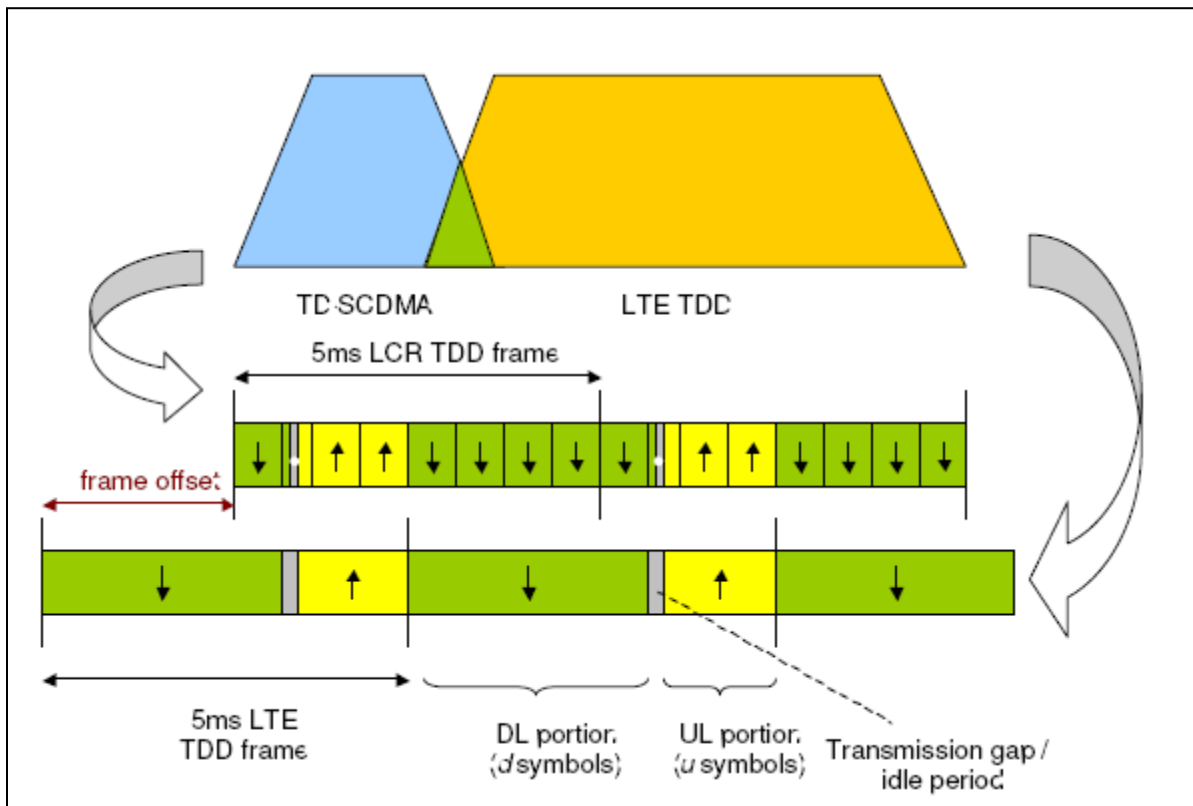 TD-SCDMA
LTE TDD
5ms LCR TDD frame
frame offset
5ms LTE
TDD frame
DL portion
(d symbols)
UL portion
(u symbols)
Transmission gap /
idle period